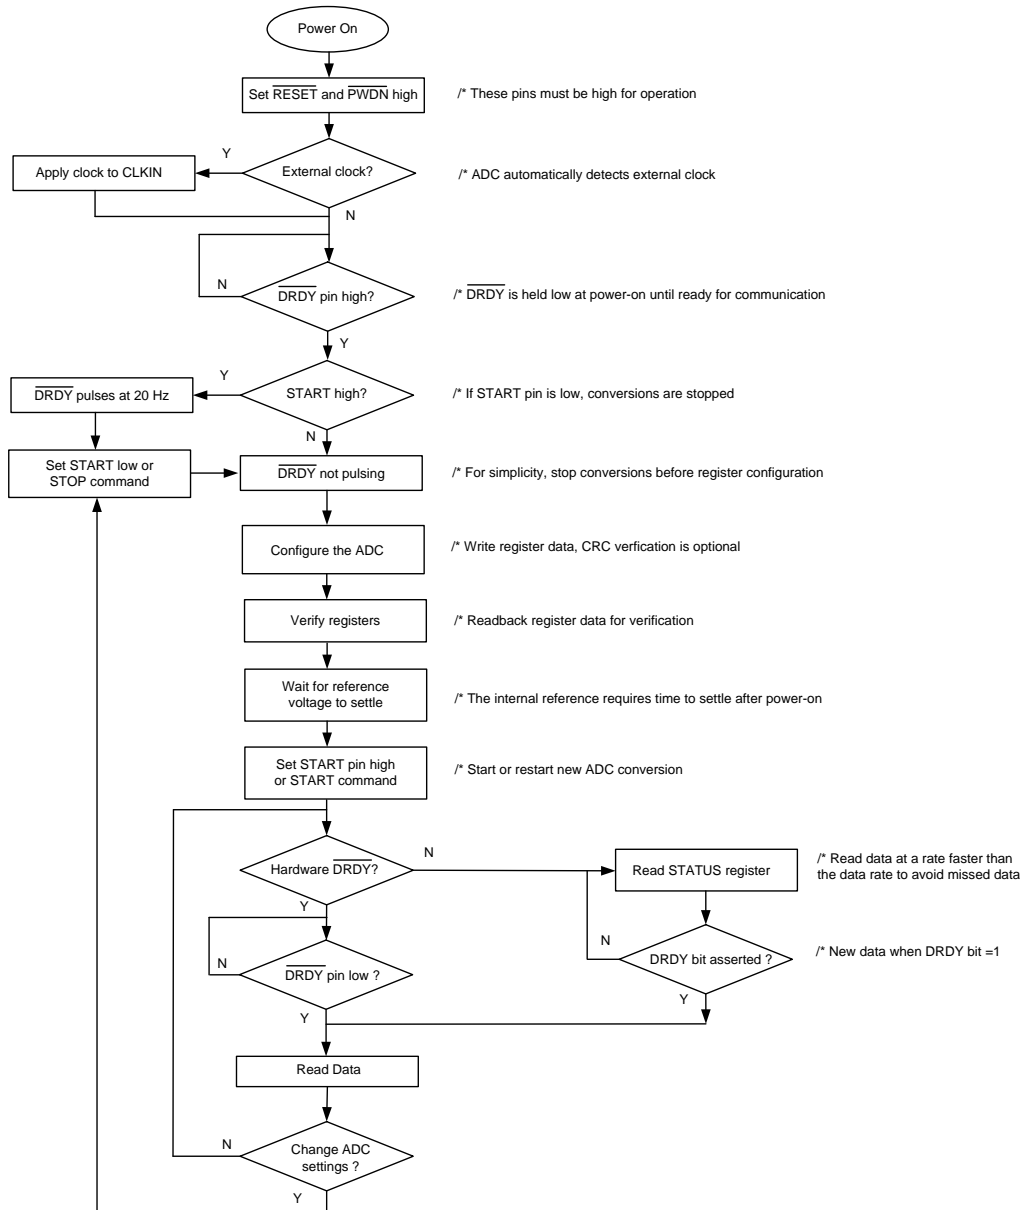 Power On
Set RESET and PWDN high
/* These pins must be high for operation
Y
External clock?
Apply clock to CLKIN
/* ADC automatically detects external clock
N
N
DRDY pin high?
/* DRDY is held low at power-on until ready for communication
Y
Y
START high?
DRDY pulses at 20 Hz
/* If START pin is low, conversions are stopped
N
Set START low or
STOP command
DRDY not pulsing
/* For simplicity, stop conversions before register configuration
Configure the ADC
/* Write register data, CRC verfication is optional
Verify registers
/* Readback register data for verification
Wait for reference
voltage to settle
/* The internal reference requires time to settle after power-on
Set START pin high
or START command
/* Start or restart new ADC conversion
Hardware DRDY?
N
Read STATUS register
/* Read data at a rate faster than
the data rate to avoid missed data
Y
N
DRDY pin low ?
N
DRDY bit asserted ?
/* New data when DRDY bit =1
Y
Y
Read Data
N
Change ADC
settings ?
Y